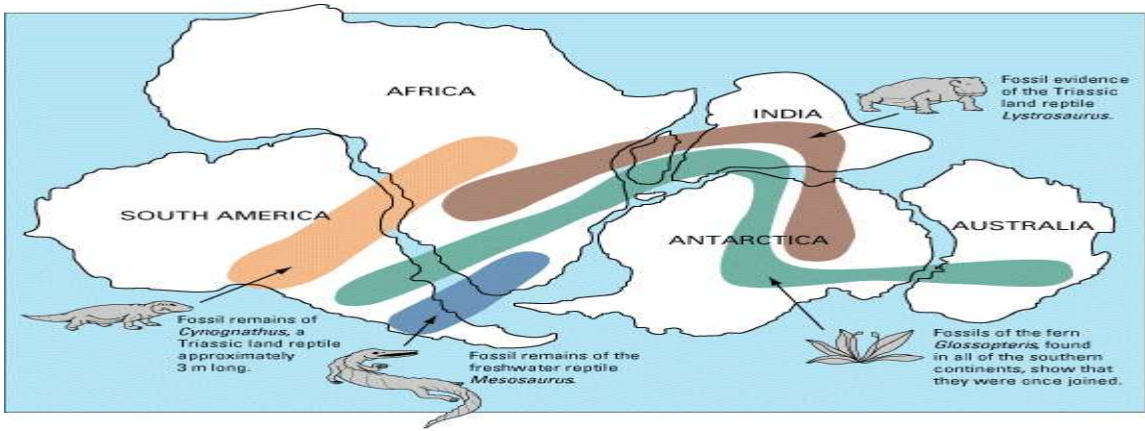 AFRICA
INDIA
Fossil evidence
of the Triassic
land reptile
Lystrosaurus.
SOUTH AMERICA
ANTARCTICA
AUSTRALIA
Fossil remains of
Cynognathus, a
Triassic land reptile
approximately
3 m long.
Fossil remains of the
freshwater reptile
Mesosaurus.
Fossils of the fern
Glossopteris, found
in all of the southern
continents, show that
they were once joined.